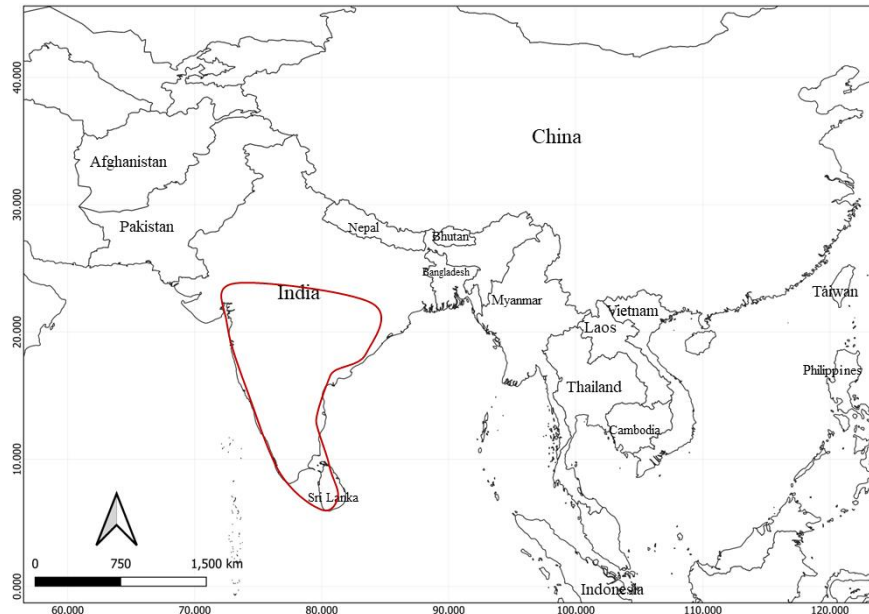 40.000
China
Afghanistan
30.000
Pakistan
Nepal
Bhutan
Bangladesh
India
Myanmar
Taiwan
Vietnam
20.000
Laos
Philippines
Thailand
Cambodia
10.000
Sri Lanka
0 750 1,500 km
0.000
Indonesia
60.000 70.000 80.000 90.000 100.000 110.000 120.000